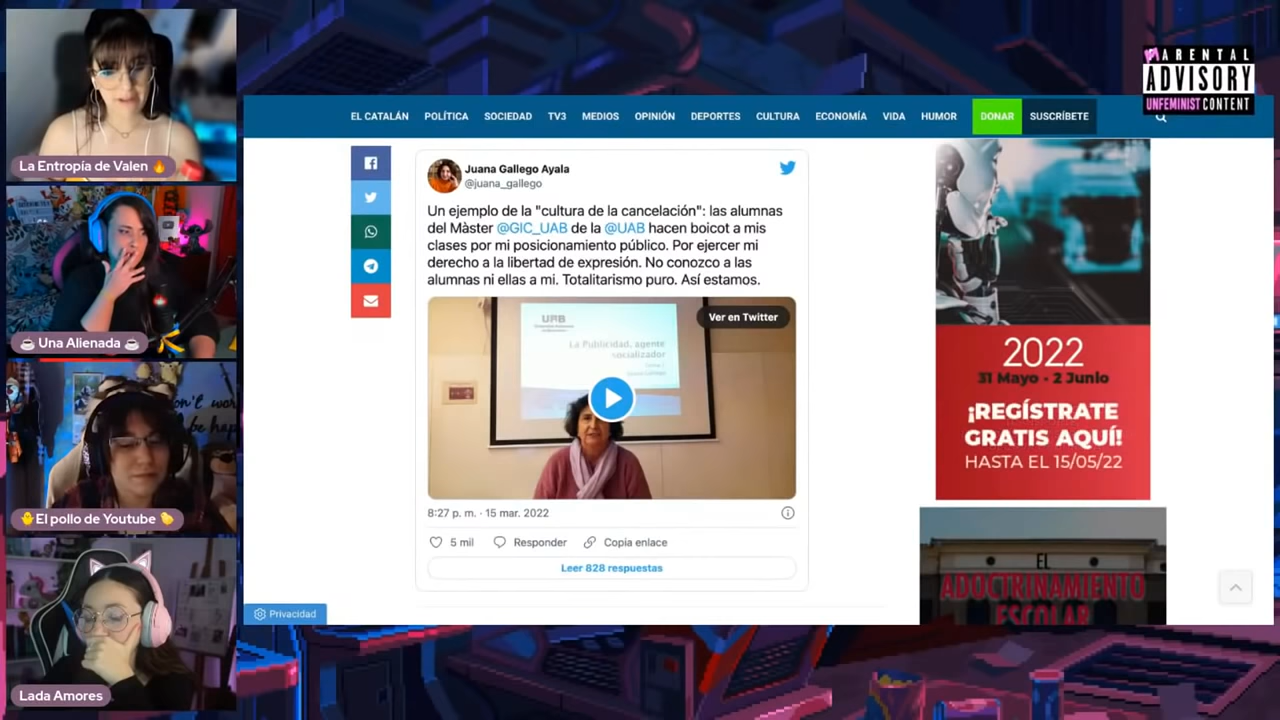 La Entropía de Valen 🔥
☕ Una Alienada ☕
🐥El pollo de Youtube 🐤
Lada Amores
PARENTAL
ADVISORY
UNFEMINIST CONTENT
EL CATALÁN POLÍTICA SOCIEDAD TV3 MEDIOS OPINIÓN DEPORTES CULTURA ECONOMÍA VIDA HUMOR DONAR SUSCRÍBETE
Juana Gallego Ayala
@juana_gallego
Un ejemplo de la "cultura de la cancelación": las alumnas
del Màster @GIC_UAB de la @UAB hacen boicot a mis
clases por mi posicionamiento público. Por ejercer mi
derecho a la libertad de expresión. No conozco a las
alumnas ni ellas a mi. Totalitarismo puro. Así estamos.
Ver en Twitter
UAB
La Publicidad, agente
socializador
8:27 p. m. · 15 mar. 2022
5 mil Responder Copia enlace
Leer 828 respuestas
Privacidad
2022
31 Mayo - 2 Junio
¡REGÍSTRATE
GRATIS AQUÍ!
HASTA EL 15/05/22
EL
ADOCTRINAMIENTO
ESCOLAR